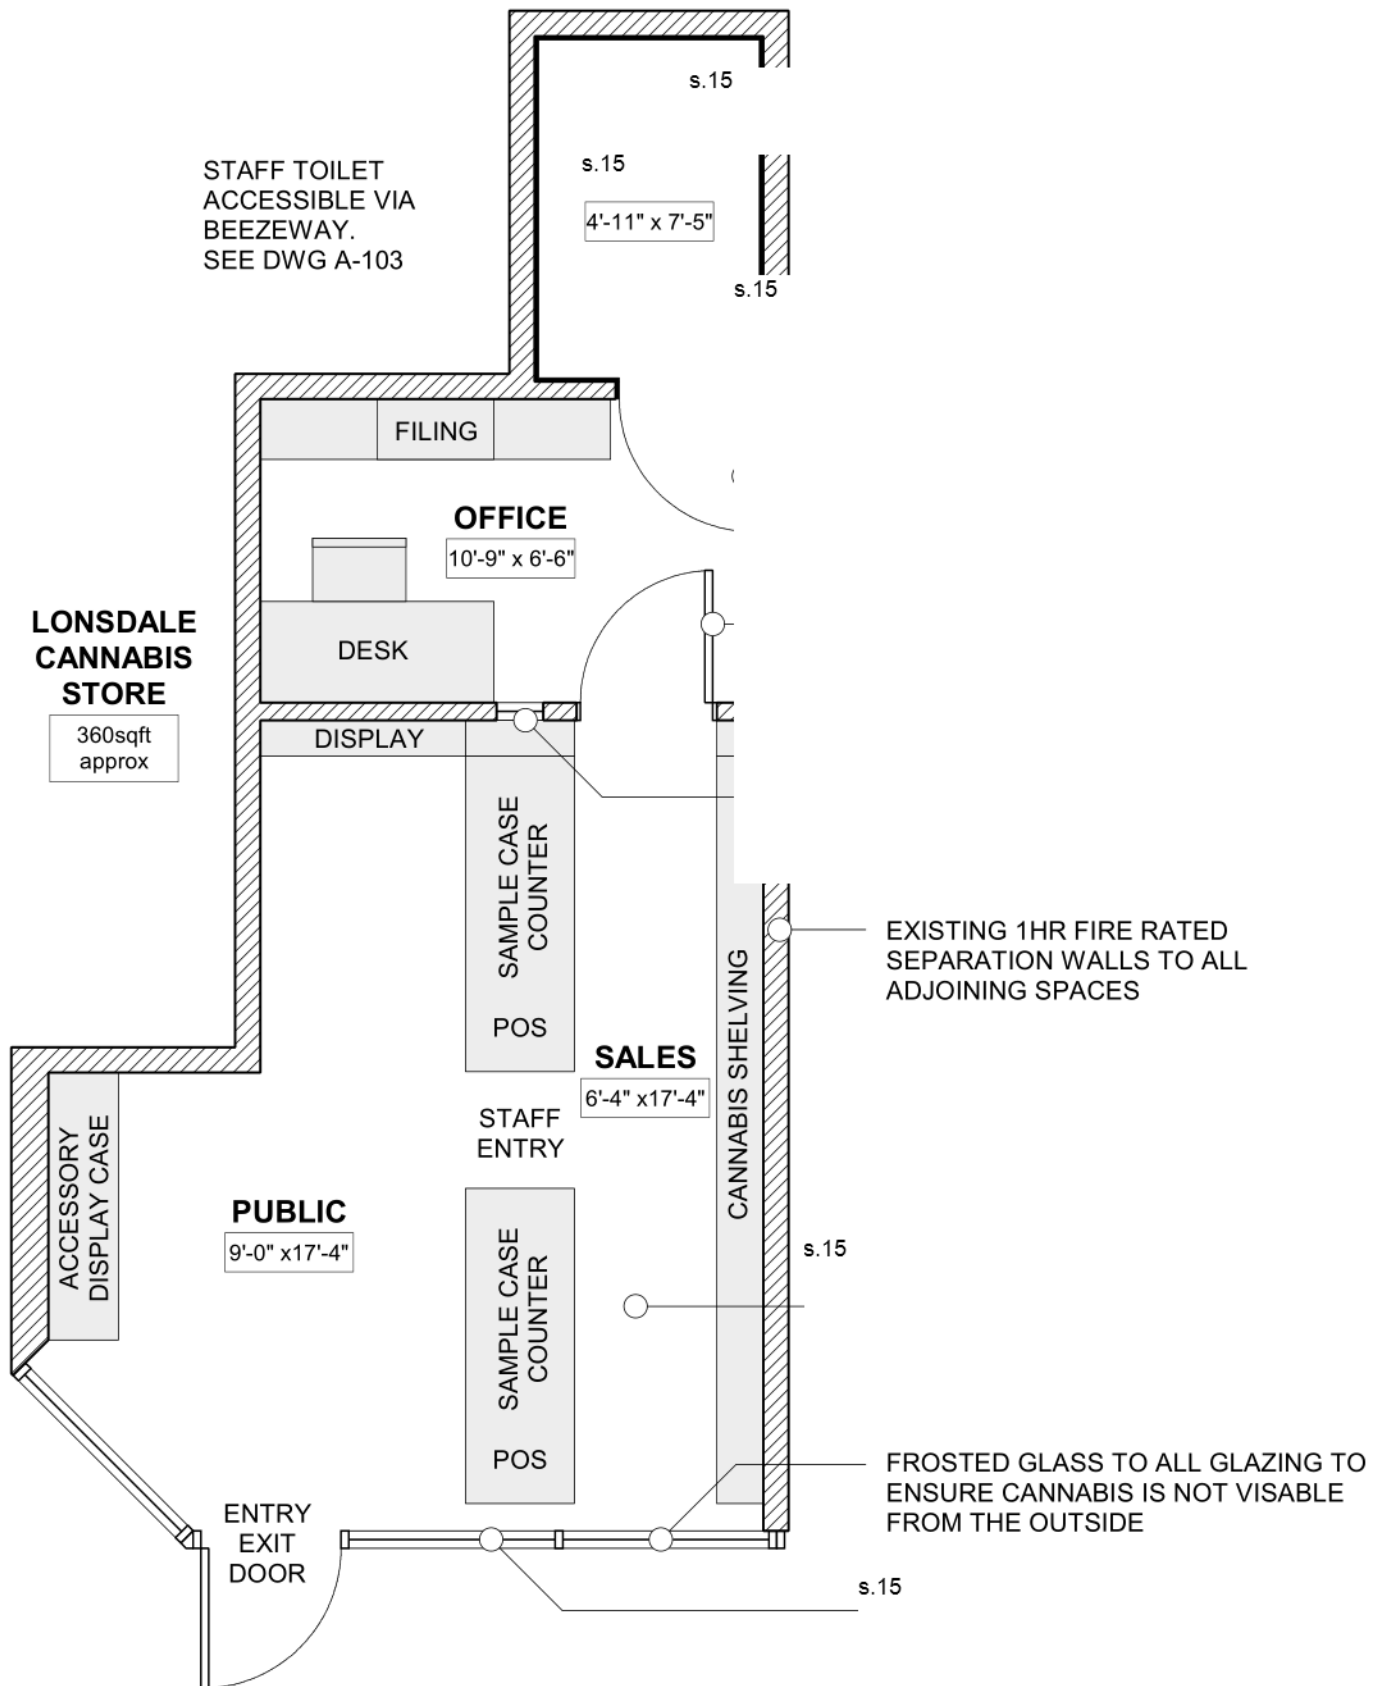 s.15
s.15
4'-11" x 7'-5"
s.15
STAFF TOILET
ACCESSIBLE VIA
BEEZEWAY.
SEE DWG A-103
FILING
OFFICE
10'-9" x 6'-6"
DESK
LONSDALE
CANNABIS
STORE
360sqft
approx
DISPLAY
SAMPLE CASE
COUNTER
POS
SALES
6'-4" x17'-4"
STAFF
ENTRY
CANNABIS SHELVING
EXISTING 1HR FIRE RATED
SEPARATION WALLS TO ALL
ADJOINING SPACES
ACCESSORY
DISPLAY CASE
PUBLIC
9'-0" x17'-4"
SAMPLE CASE
COUNTER
POS
s.15
FROSTED GLASS TO ALL GLAZING TO
ENSURE CANNABIS IS NOT VISABLE
FROM THE OUTSIDE
ENTRY
EXIT
DOOR
s.15